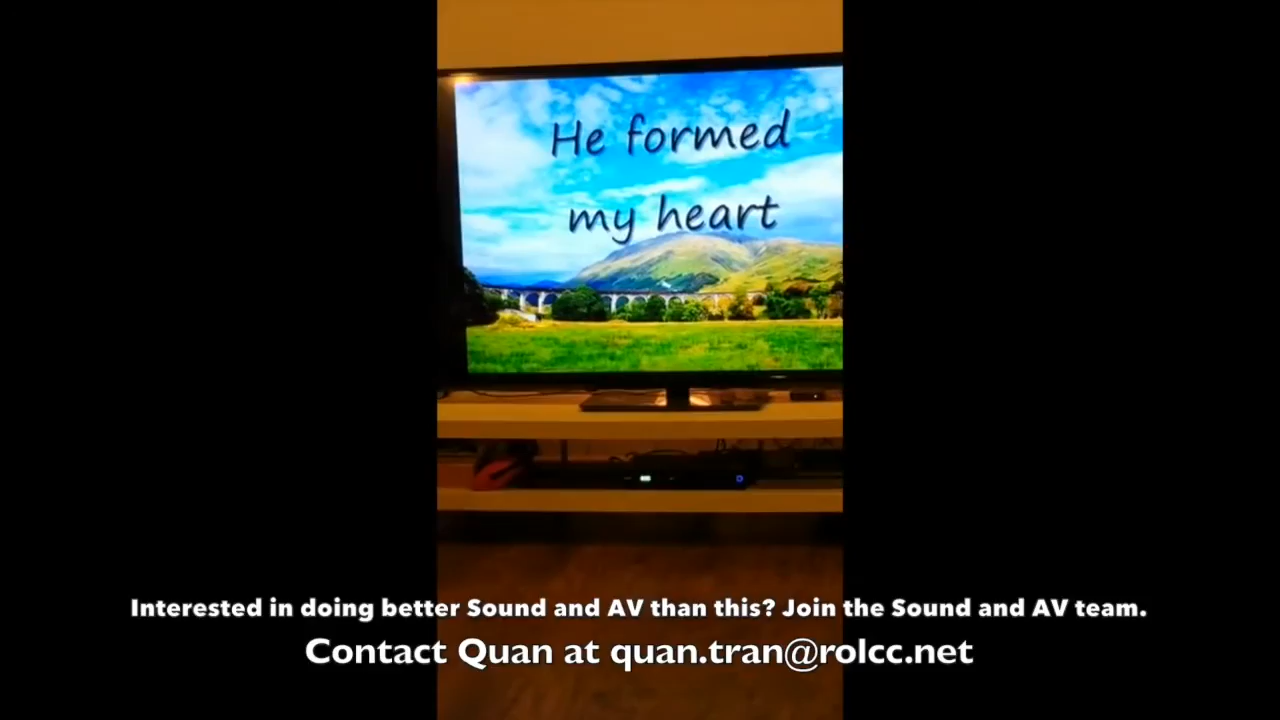 He formed
my heart
Interested in doing better Sound and AV than this? Join the Sound and AV team.
Contact Quan at quan.tran@rolcc.net